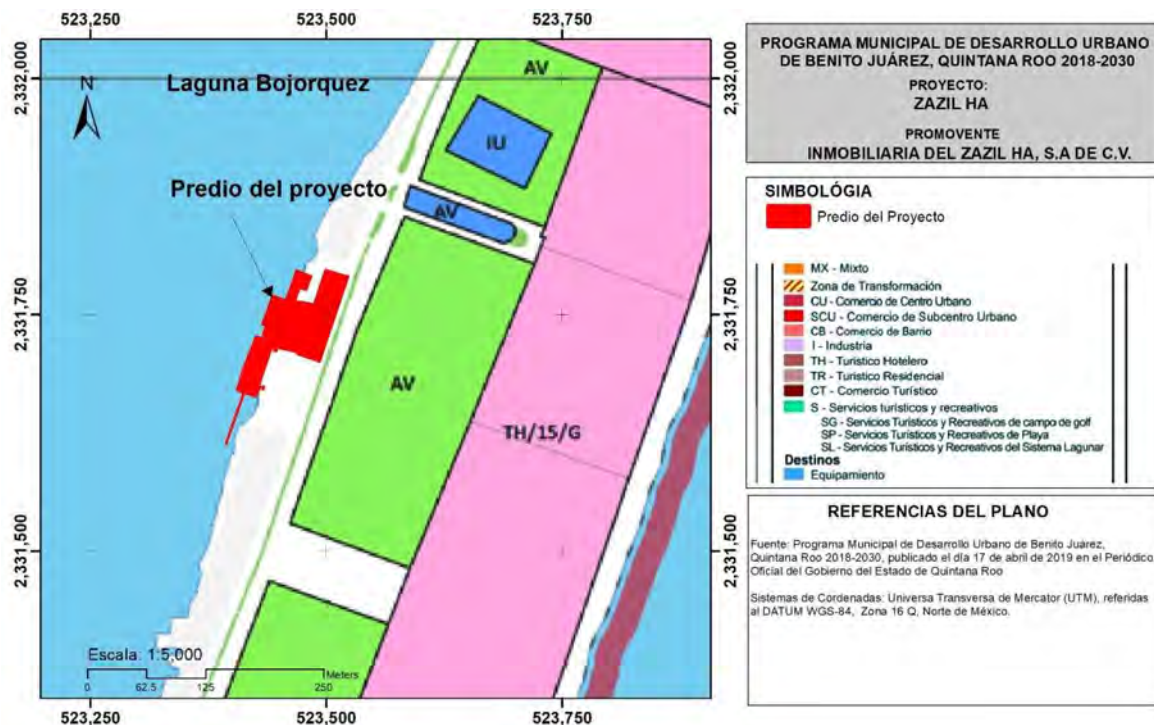 523,250
523,500
523,750
2,332,000
2,331,750
2,331,500
2,332,000
2,331,750
2,331,500
523,250
523,500
523,750
N
Laguna Bojorquez
Predio del proyecto
AV
IU
AV
AV
TH/15/G
Escala: 1:5,000
Meters
0 62.5 125 250
PROGRAMA MUNICIPAL DE DESARROLLO URBANO
DE BENITO JUÁREZ, QUINTANA ROO 2018-2030
PROYECTO:
ZAZIL HA
PROMOVENTE
INMOBILIARIA DEL ZAZIL HA, S.A DE C.V.
SIMBOLÓGIA
Predio del Proyecto
MX - Mixto
Zona de Transformación
CU - Comercio de Centro Urbano
SCU - Comercio de Subcentro Urbano
CB - Comercio de Barrio
I - Industria
TH - Turistico Hotelero
TR - Turistico Residencial
CT - Comercio Turístico
S - Servicios turísticos y recreativos
SG - Servicios Turísticos y Recreativos de campo de golf
SP - Servicios Turísticos y Recreativos de Playa
SL - Servicios Turísticos y Recreativos del Sistema Lagunar
Destinos
Equipamiento
REFERENCIAS DEL PLANO
Fuente: Programa Municipal de Desarrollo Urbano de Benito Juárez,
Quintana Roo 2018-2030, publicado el día 17 de abril de 2019 en el Periódico
Oficial del Gobierno del Estado de Quintana Roo
Sistemas de Cordenadas: Universa Transversa de Mercator (UTM), referidas
al DATUM WGS-84, Zona 16 Q, Norte de México.